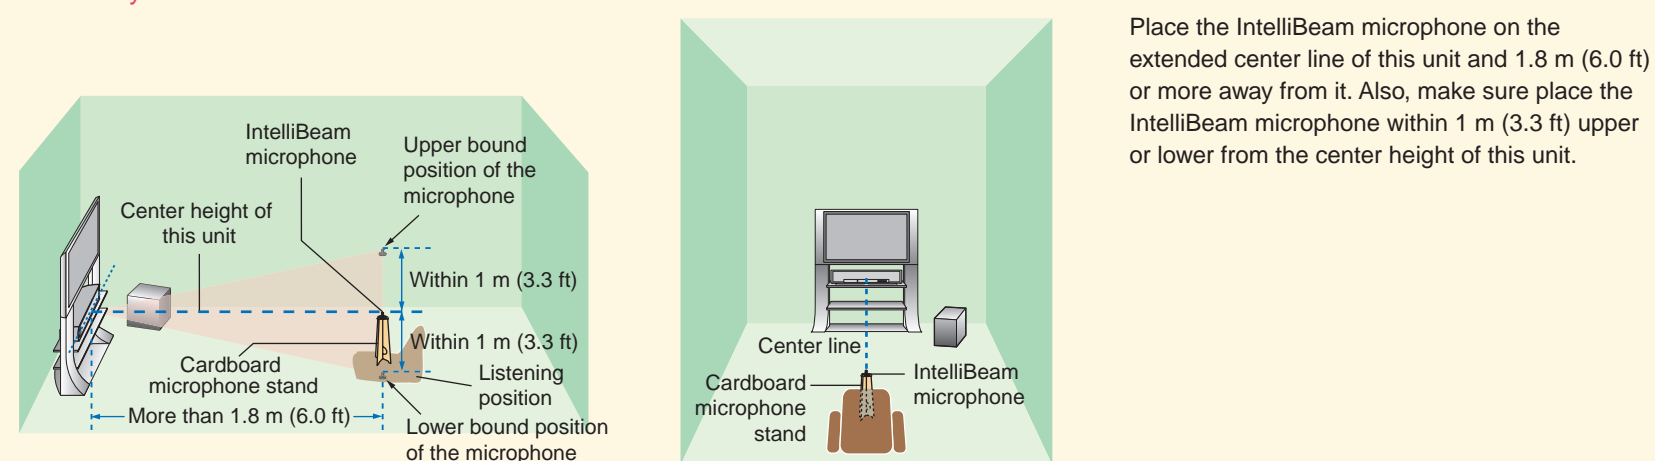 IntelliBeam
microphone
Upper bound
position of the
microphone
Center height of
this unit
Within 1 m (3.3 ft)
Within 1 m (3.3 ft)
Cardboard
microphone stand
Listening
position
More than 1.8 m (6.0 ft)
Lower bound position
of the microphone
Center line
Cardboard
microphone
stand
IntelliBeam
microphone
Place the IntelliBeam microphone on the
extended center line of this unit and 1.8 m (6.0 ft)
or more away from it. Also, make sure place the
IntelliBeam microphone within 1 m (3.3 ft) upper
or lower from the center height of this unit.